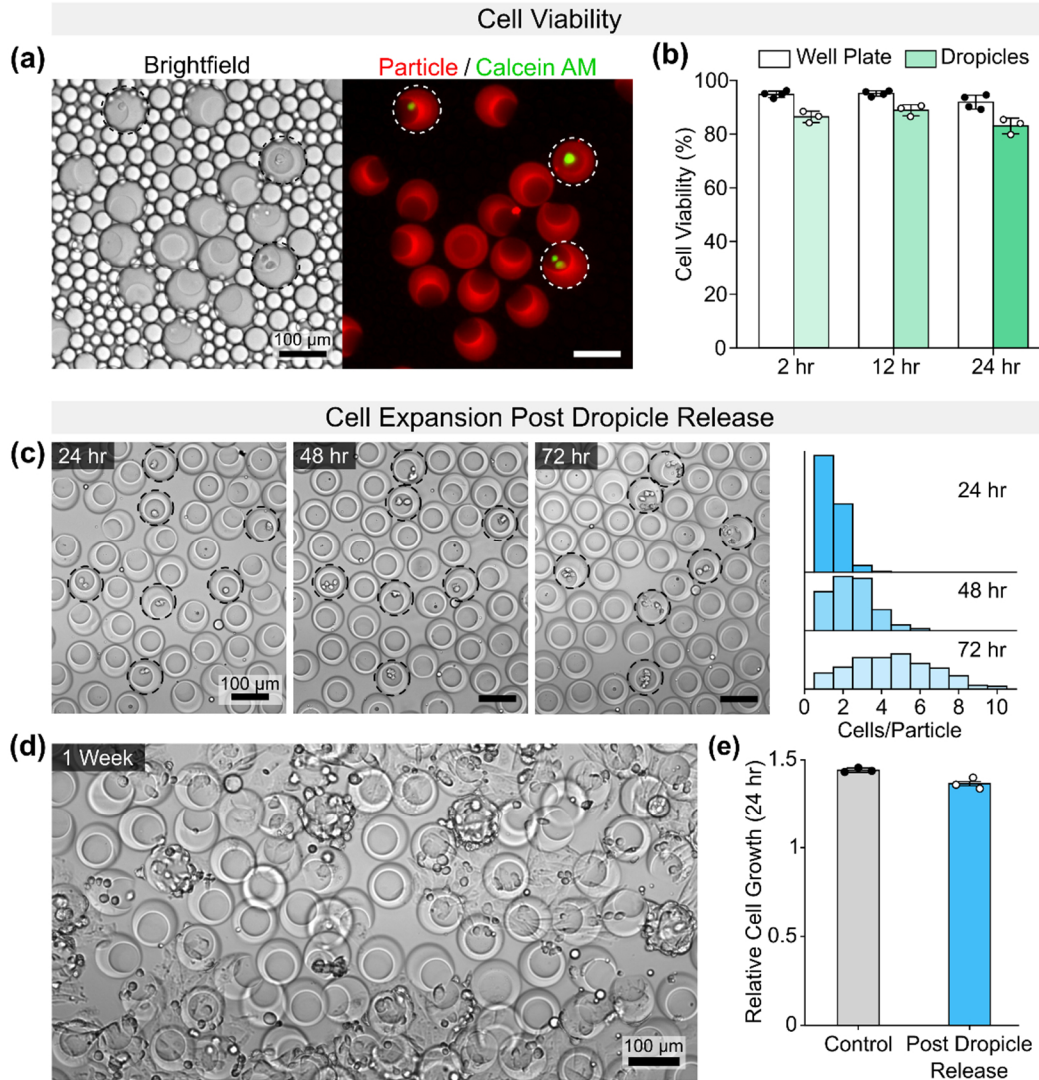 Cell Viability
(a)
Brightfield
Particle / Calcein AM
100 µm
(b)
Well Plate
Dropicles
Cell Viability (%)
100
80
60
40
20
0
2 hr
12 hr
24 hr
Cell Expansion Post Dropicle Release
(c)
24 hr
100 µm
48 hr
72 hr
24 hr
48 hr
72 hr
0 2 4 6 8 10
Cells/Particle
(d)
1 Week
100 µm
(e)
Relative Cell Growth (24 hr)
1.5
1
0.5
0
Control
Post Dropicle
Release